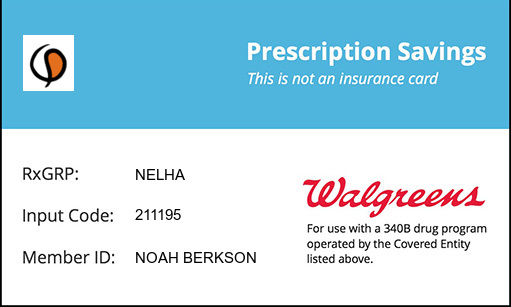 Prescription Savings
This is not an insurance card
RxGRP: NELHA
Input Code: 211195
Member ID: NOAH BERKSON
Walgreens
For use with a 340B drug program
operated by the Covered Entity
listed above.